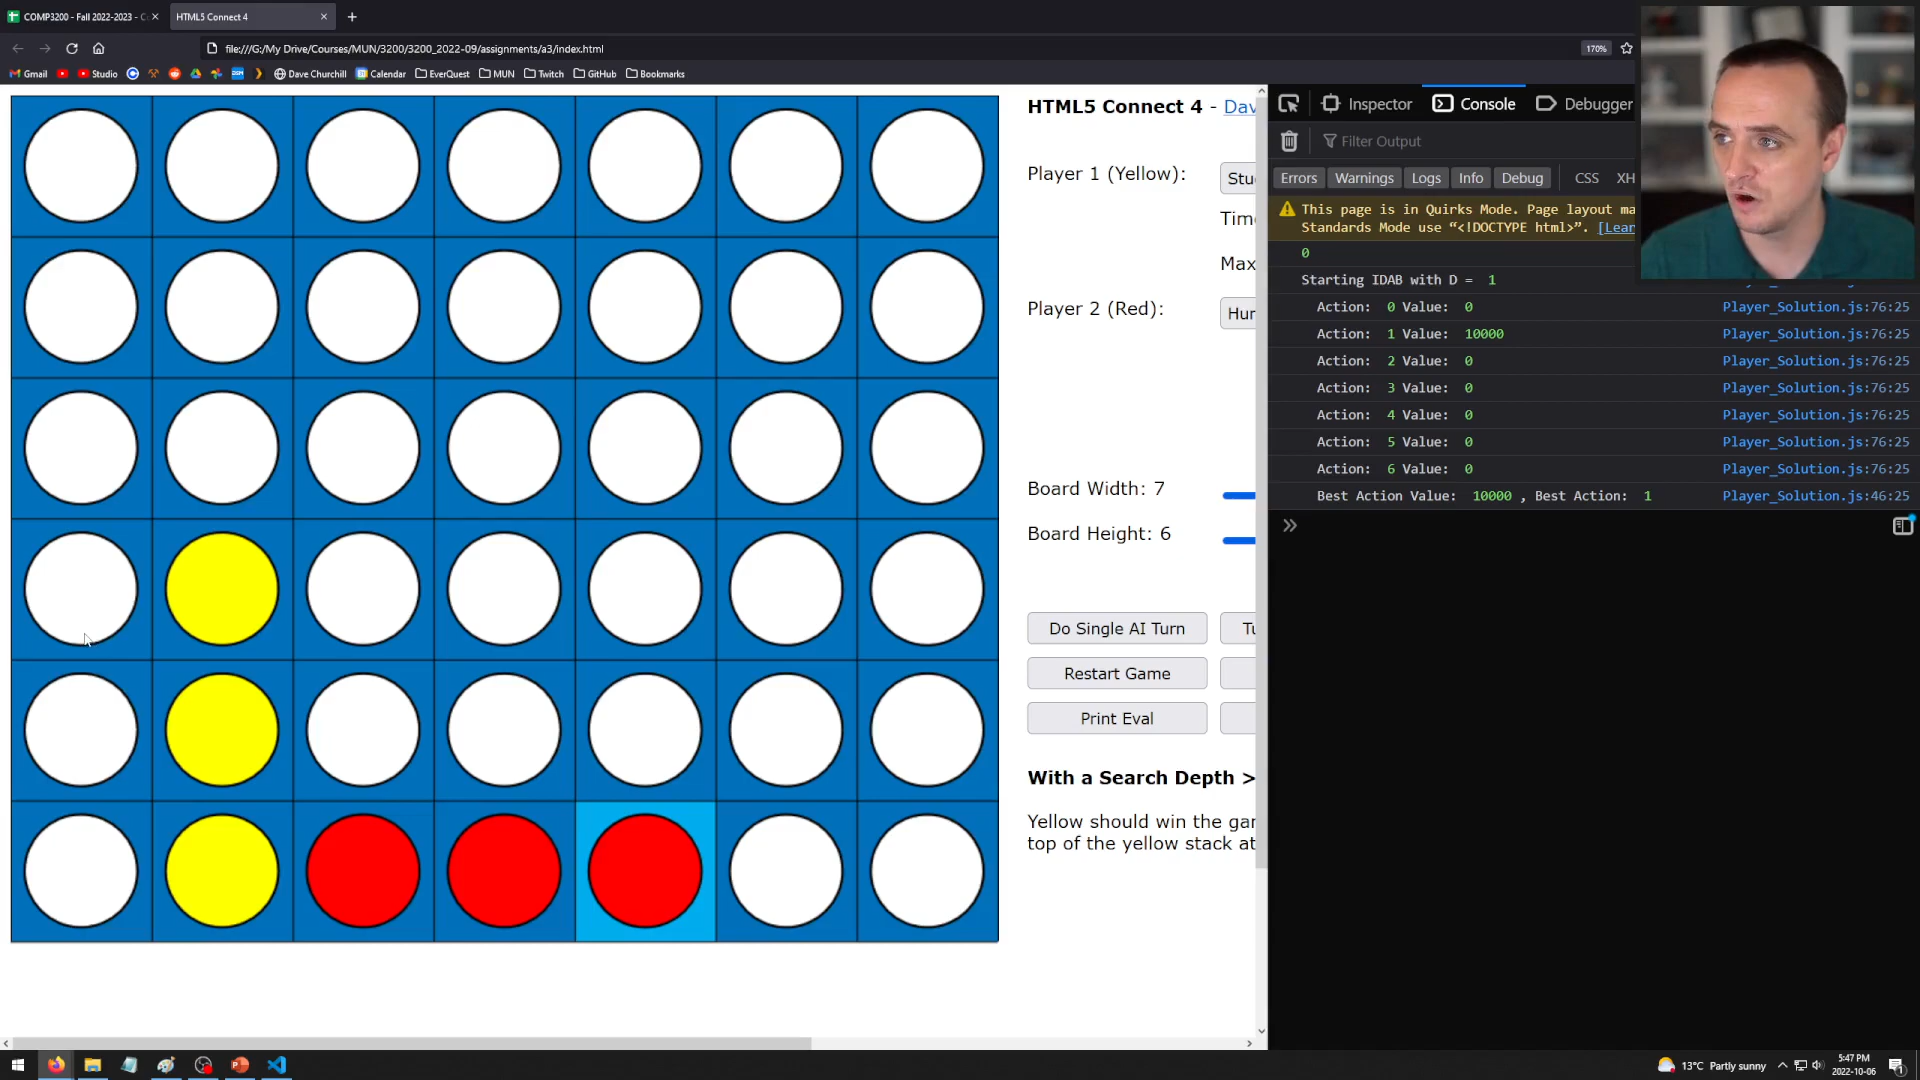 COMP3200 - Fall 2022-2023 - C
HTML5 Connect 4
file:///G:/My Drive/Courses/MUN/3200/3200_2022-09/assignments/a3/index.html
170%
Gmail
Studio
Dave Churchill
Calendar
EverQuest
MUN
Twitch
GitHub
Bookmarks
HTML5 Connect 4 - Dav
Player 1 (Yellow):
Stu
Time
Max
Player 2 (Red):
Hur
Board Width: 7
Board Height: 6
Do Single AI Turn
Tu
Restart Game
Print Eval
With a Search Depth >
Yellow should win the gar
top of the yellow stack at
Inspector
Console
Debugger
Filter Output
Errors
Warnings
Logs
Info
Debug
CSS
XH
This page is in Quirks Mode. Page layout ma
Standards Mode use “<!DOCTYPE html>”. [Lear
0
Starting IDAB with D = 1
Action: 0 Value: 0 Player_Solution.js:76:25
Action: 1 Value: 10000 Player_Solution.js:76:25
Action: 2 Value: 0 Player_Solution.js:76:25
Action: 3 Value: 0 Player_Solution.js:76:25
Action: 4 Value: 0 Player_Solution.js:76:25
Action: 5 Value: 0 Player_Solution.js:76:25
Action: 6 Value: 0 Player_Solution.js:76:25
Best Action Value: 10000 , Best Action: 1 Player_Solution.js:46:25
13°C Partly sunny
5:47 PM
2022-10-06